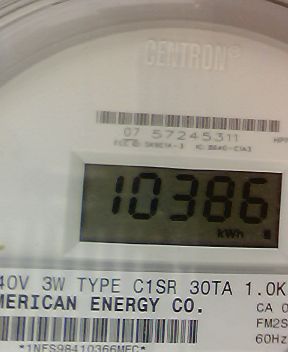 CENTRON®
07 57245311
10386
kWh
40V 3W TYPE C1SR 30TA 1.0K
MERICAN ENERGY CO.
CA 0
FM2S
60Hz
*1NFS98410366MEC*